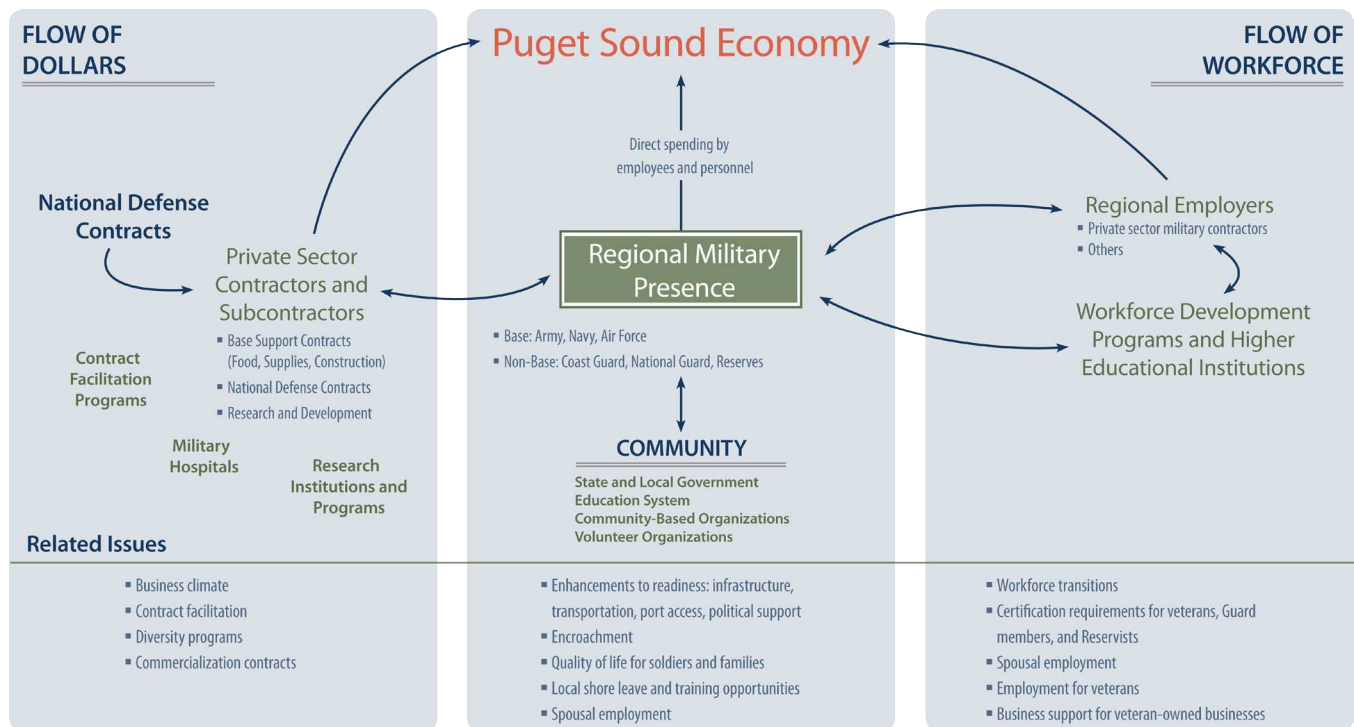 FLOW OF
DOLLARS
National Defense
Contracts
Private Sector
Contractors and
Subcontractors
▪ Base Support Contracts
(Food, Supplies, Construction)
▪ National Defense Contracts
▪ Research and Development
Contract
Facilitation
Programs
Military
Hospitals
Research
Institutions and
Programs
Puget Sound Economy
Direct spending by
employees and personnel
Regional Military
Presence
▪ Base: Army, Navy, Air Force
▪ Non-Base: Coast Guard, National Guard, Reserves
COMMUNITY
State and Local Government
Education System
Community-Based Organizations
Volunteer Organizations
FLOW OF
WORKFORCE
Regional Employers
▪ Private sector military contractors
▪ Others
Workforce Development
Programs and Higher
Educational Institutions
Related Issues
▪ Business climate
▪ Contract facilitation
▪ Diversity programs
▪ Commercialization contracts
▪ Enhancements to readiness: infrastructure,
transportation, port access, political support
▪ Encroachment
▪ Quality of life for soldiers and families
▪ Local shore leave and training opportunities
▪ Spousal employment
▪ Workforce transitions
▪ Certification requirements for veterans, Guard
members, and Reservists
▪ Spousal employment
▪ Employment for veterans
▪ Business support for veteran-owned businesses